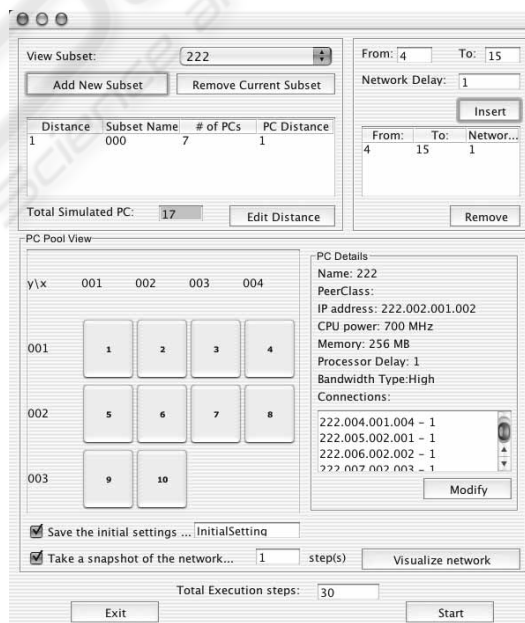 View Subset: 222
Add New Subset Remove Current Subset
Distance Subset Name # of PCs PC Distance
1 000 7 1
Total Simulated PC: 17 Edit Distance
From: 4 To: 15
Network Delay: 1
Insert
From: To: Networ...
4 15 1
Remove
PC Pool View
y\x 001 002 003 004
001 1 2 3 4
002 5 6 7 8
003 9 10
PC Details
Name: 222
PeerClass:
IP address: 222.002.001.002
CPU power: 700 MHz
Memory: 256 MB
Processor Delay: 1
Bandwidth Type:High
Connections:
222.004.001.004 - 1
222.005.002.001 - 1
222.006.002.002 - 1
222.007.002.003 - 1
Modify
Save the initial settings ... InitialSetting
Take a snapshot of the network... 1 step(s) Visualize network
Total Execution steps: 30
Exit Start